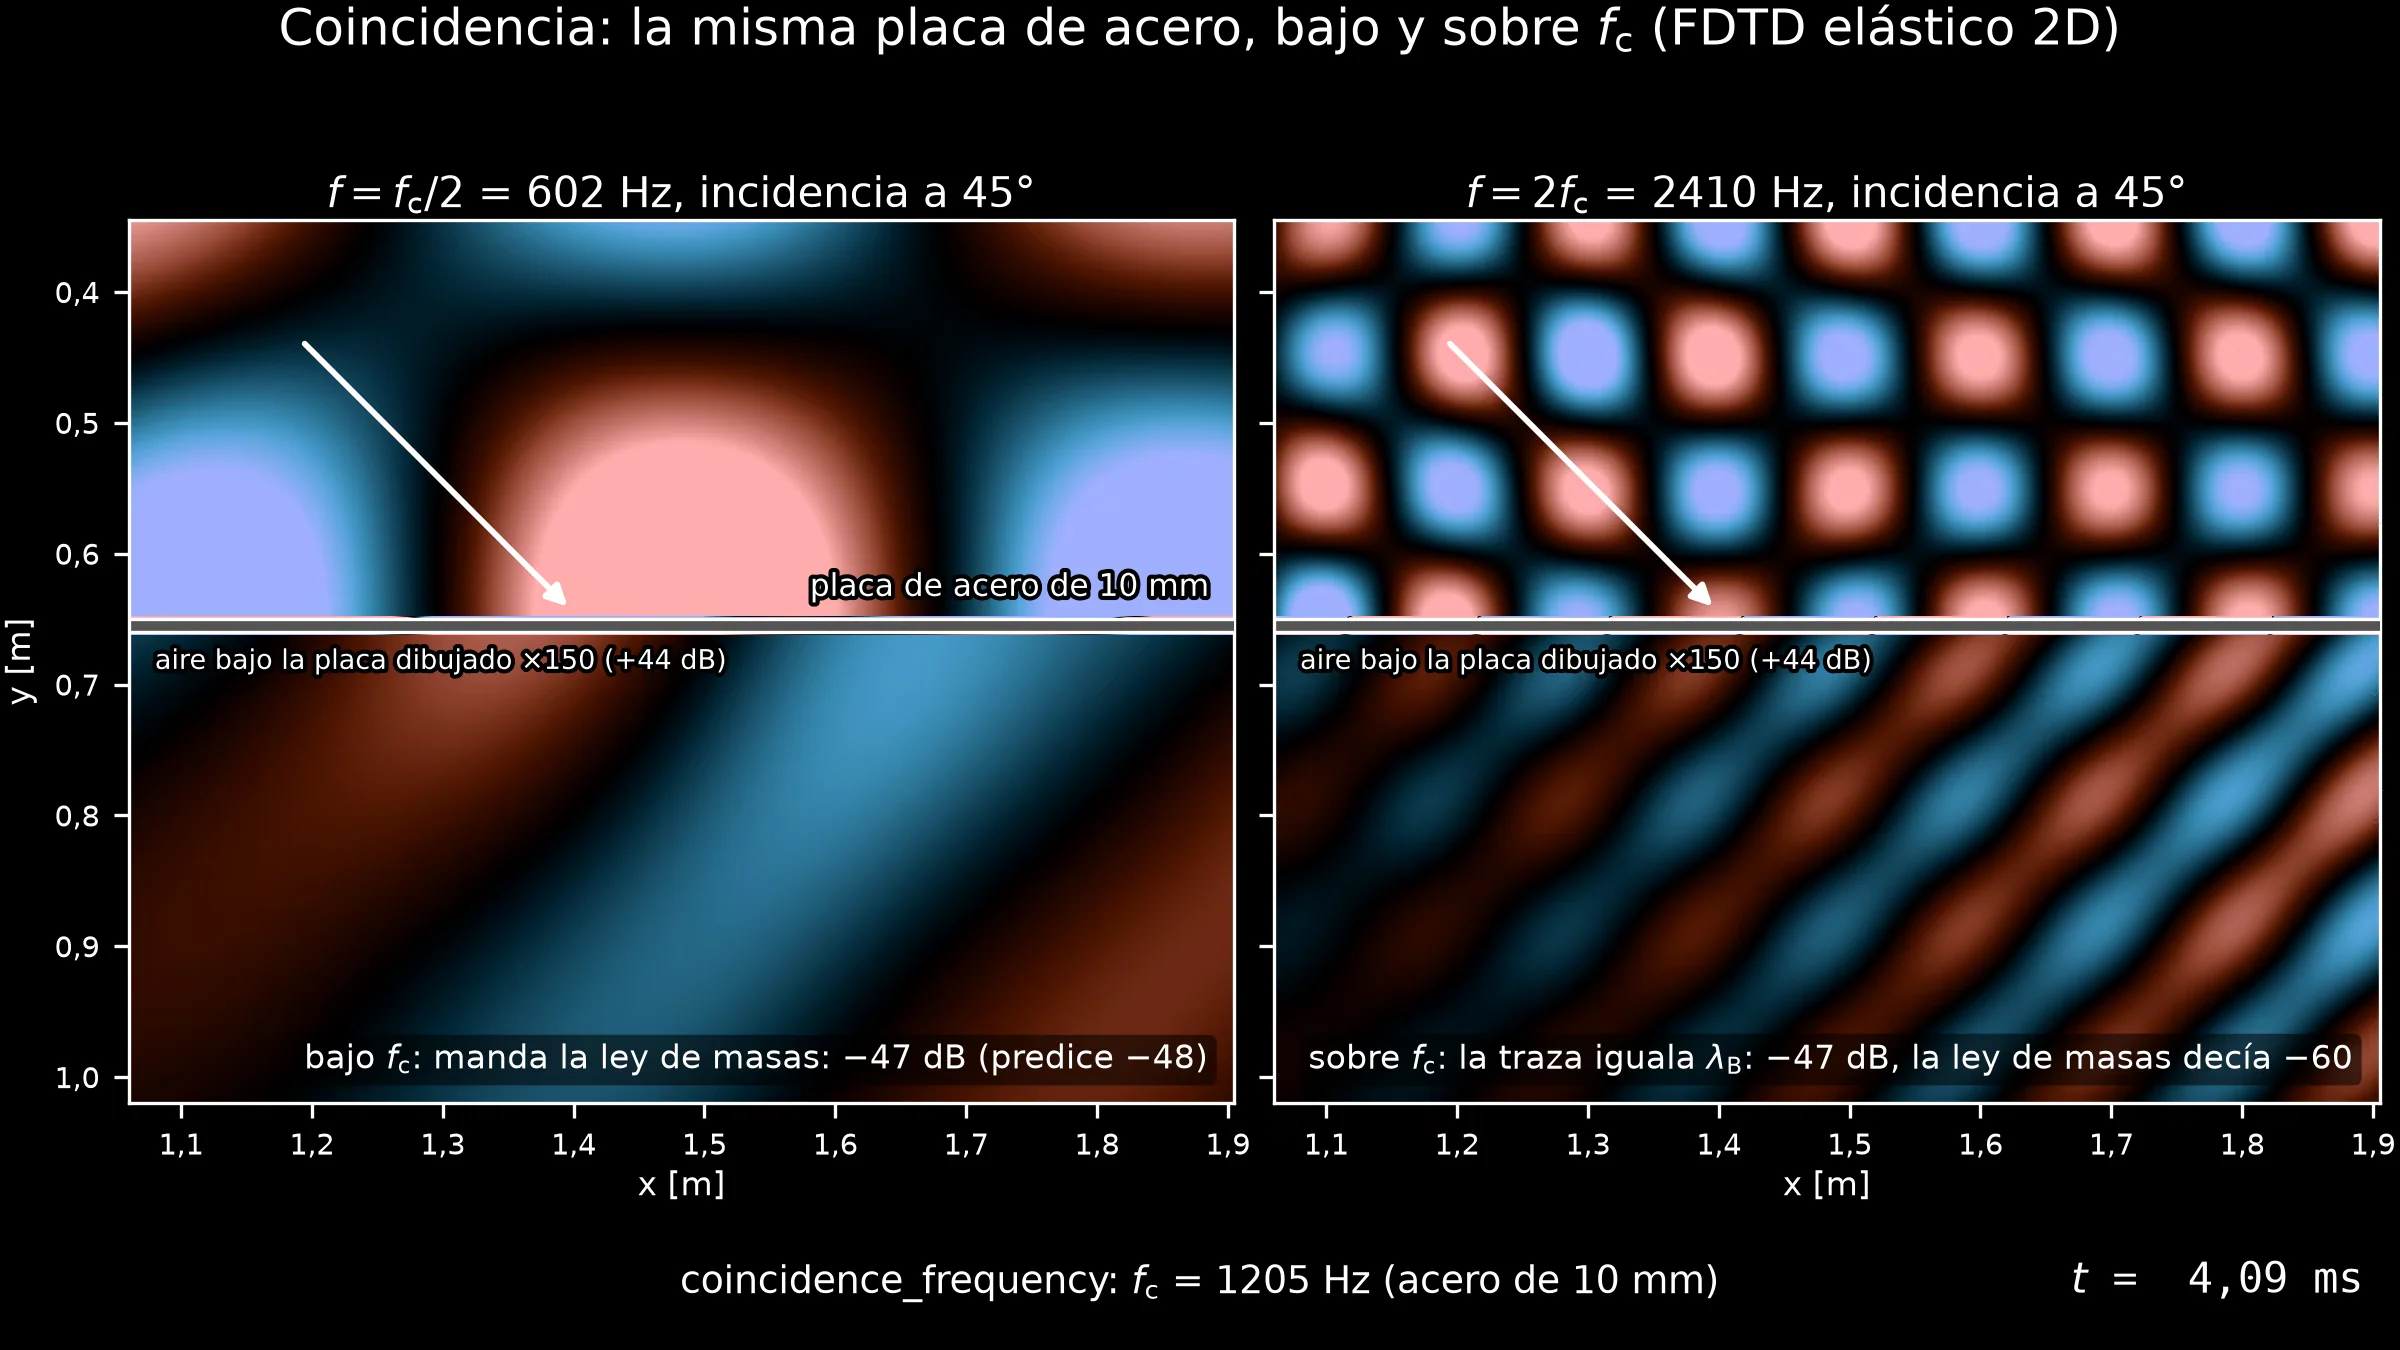 Coincidencia: la misma placa de acero, bajo y sobre fc (FDTD elástico 2D)
f = fc/2 = 602 Hz, incidencia a 45°
f = 2fc = 2410 Hz, incidencia a 45°
0,4
0,5
0,6
0,7
0,8
0,9
1,0
y [m]
placa de acero de 10 mm
aire bajo la placa dibujado ×150 (+44 dB)
aire bajo la placa dibujado ×150 (+44 dB)
bajo fc: manda la ley de masas: −47 dB (predice −48)
sobre fc: la traza iguala λB: −47 dB, la ley de masas decía −60
1,1 1,2 1,3 1,4 1,5 1,6 1,7 1,8 1,9
1,1 1,2 1,3 1,4 1,5 1,6 1,7 1,8 1,9
x [m]
x [m]
coincidence_frequency: fc = 1205 Hz (acero de 10 mm)
t = 4,09 ms